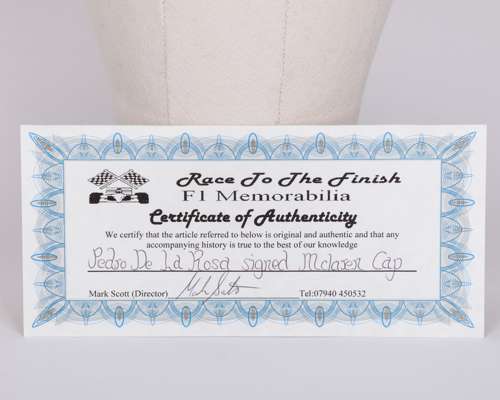 Race To The Finish
F1 Memorabilia
Certificate of Authenticity
We certify that the article referred to below is original and authentic and that any
accompanying history is true to the best of our knowledge
Pedro De La Rosa signed Mclaren Cap
Mark Scott (Director)
Tel:07940 450532